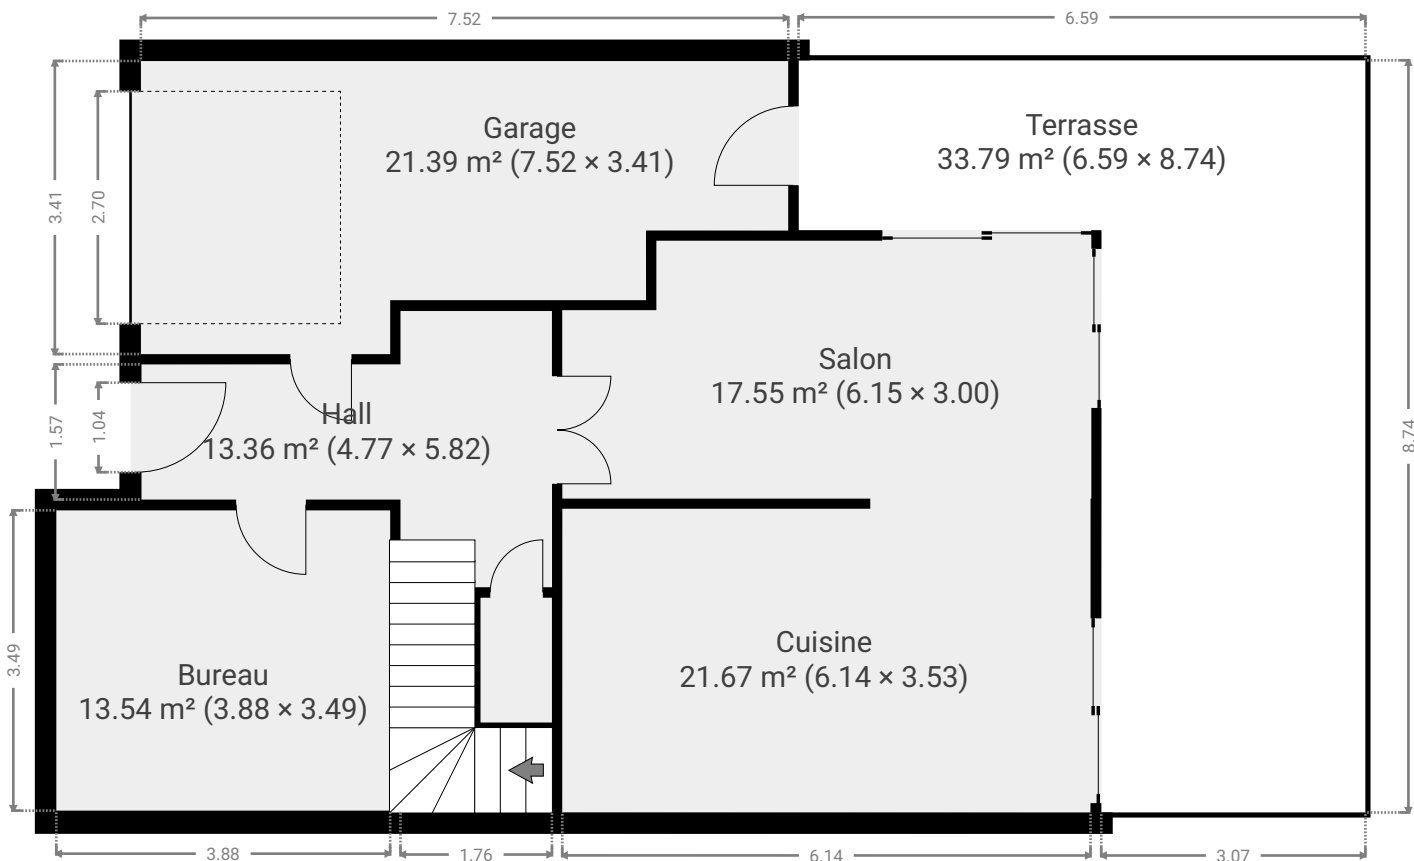 7.52
6.59
Garage
21.39 m² (7.52 × 3.41)
Terrasse
33.79 m² (6.59 × 8.74)
3.41
2.70
Salon
17.55 m² (6.15 × 3.00)
Hall
13.36 m² (4.77 × 5.82)
1.57
1.04
8.74
Cuisine
21.67 m² (6.14 × 3.53)
Bureau
13.54 m² (3.88 × 3.49)
3.49
3.88
1.76
6.14
3.07